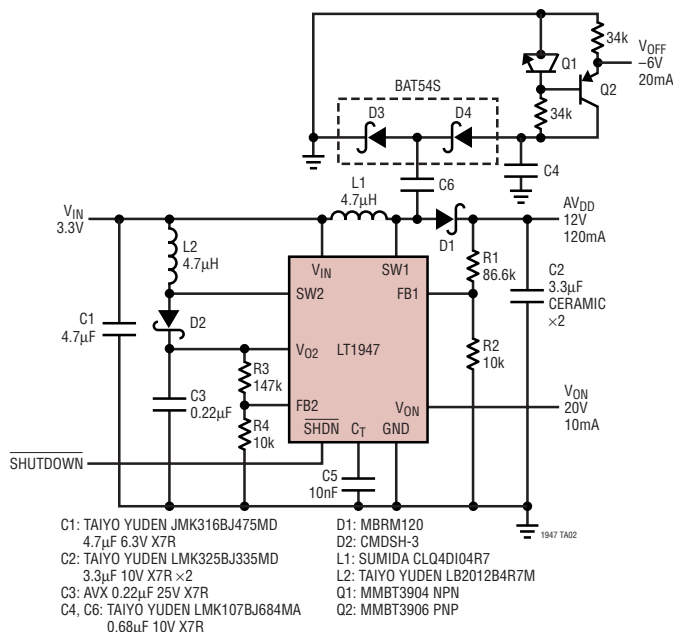 34k
V_OFF
–6V
20mA
Q1
Q2
BAT54S
34k
D3
D4
C4
L1
4.7µH
C6
V_IN
3.3V
AV_DD
12V
120mA
D1
L2
4.7µH
R1
86.6k
V_IN
SW1
SW2
FB1
C2
3.3µF
CERAMIC
×2
C1
4.7µF
D2
V_O2
LT1947
R2
10k
R3
147k
C3
0.22µF
FB2
V_ON
V_ON
20V
10mA
R4
10k
SHDN
C_T
GND
SHUTDOWN
C5
10nF
1947 TA02
C1: TAIYO YUDEN JMK316BJ475MD
4.7µF 6.3V X7R
C2: TAIYO YUDEN LMK325BJ335MD
3.3µF 10V X7R ×2
C3: AVX 0.22µF 25V X7R
C4, C6: TAIYO YUDEN LMK107BJ684MA
0.68µF 10V X7R
D1: MBRM120
D2: CMDSH-3
L1: SUMIDA CLQ4DI04R7
L2: TAIYO YUDEN LB2012B4R7M
Q1: MMBT3904 NPN
Q2: MMBT3906 PNP